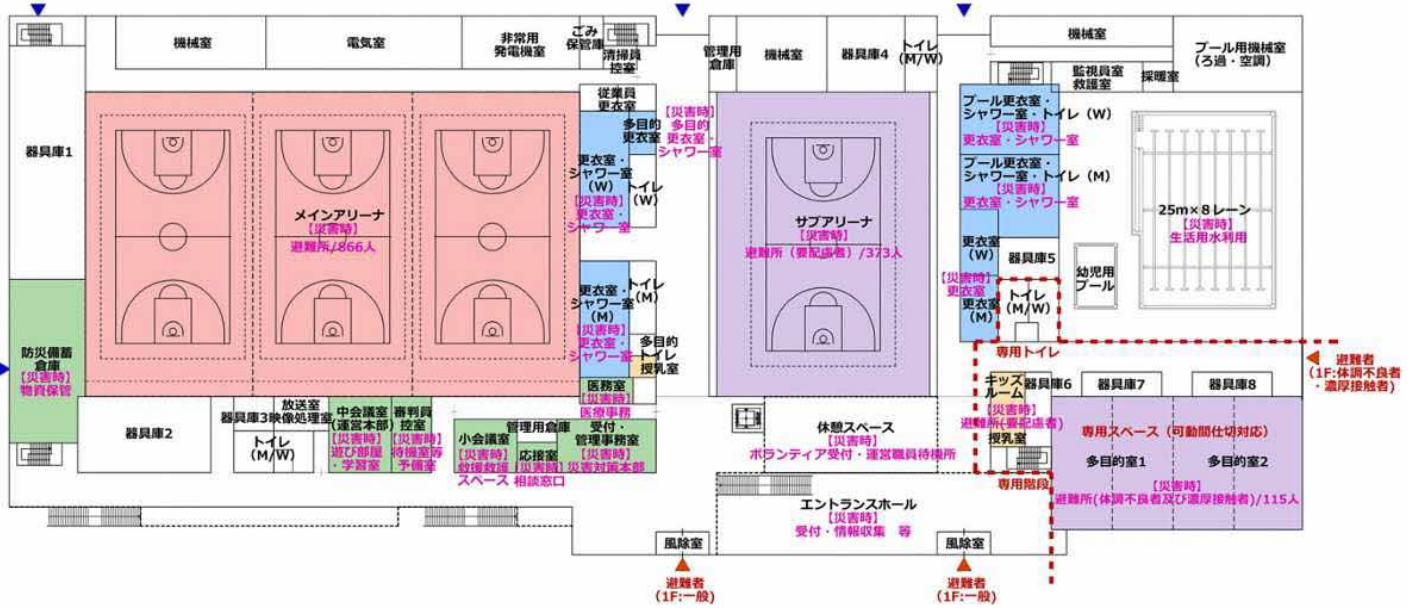 機械室
電気室
非常用
発電機室
ごみ
保管庫
清掃員
控室
管理用
倉庫
機械室
器具庫4
トイレ
(M/W)
機械室
プール用機械室
(ろ過・空調)
監視員室
救護室
採暖室
従業員
更衣室
器具庫1
メインアリーナ
【災害時】
避難所/866人
多目的
更衣室
【災害時】
多目的
更衣室・
シャワー室
更衣室・
シャワー室
(W)
【災害時】
更衣室・
シャワー室
トイレ
(W)
サブアリーナ
【災害時】
避難所(要配慮者)/373人
プール更衣室・
シャワー室・トイレ(W)
【災害時】
更衣室・シャワー室
プール更衣室・
シャワー室・トイレ(M)
【災害時】
更衣室・シャワー室
25m×8レーン
【災害時】
生活用水利用
更衣室
(W)
【災害時】
更衣室
更衣室
(M)
器具庫5
幼児用
プール
トイレ
(M/W)
専用トイレ
更衣室・
シャワー室
(M)
【災害時】
更衣室・
シャワー室
トイレ
(M)
多目的
トイレ
授乳室
防災備蓄
倉庫
【災害時】
物資保管
医務室
【災害時】
医療事務
器具庫2
器具庫3
放送室
映像処理室
トイレ
(M/W)
中会議室
(運営本部)
【災害時】
遊び部屋
・学習室
審判員
控室
【災害時】
待機室等
予備室
小会議室
【災害時】
救援救護
スペース
管理用倉庫
応接室
【災害時】
相談窓口
受付・
管理事務室
【災害時】
災害対策本部
休憩スペース
【災害時】
ボランティア受付・運営職員待機所
キッズ
ルーム
【災害時】
避難所(要配慮者)
授乳室
器具庫6
器具庫7
器具庫8
専用階段
専用スペース(可動間仕切対応)
多目的室1
多目的室2
【災害時】
避難所(体調不良者及び濃厚接触者)/115人
避難者
(1F:体調不良者
・濃厚接触者)
エントランスホール
【災害時】
受付・情報収集 等
風除室
風除室
避難者
(1F:一般)
避難者
(1F:一般)